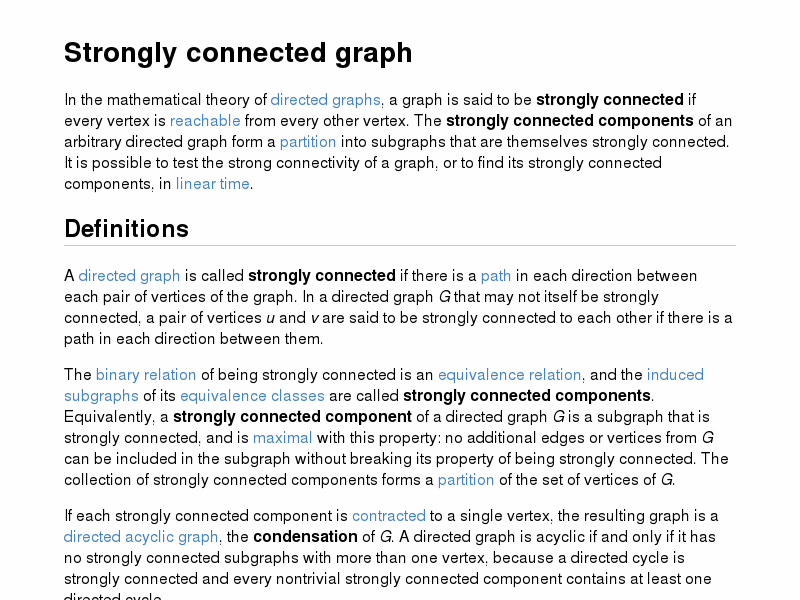 Strongly connected graph
In the mathematical theory of directed graphs, a graph is said to be strongly connected if
every vertex is reachable from every other vertex. The strongly connected components of an
arbitrary directed graph form a partition into subgraphs that are themselves strongly connected.
It is possible to test the strong connectivity of a graph, or to find its strongly connected
components, in linear time.
Definitions
A directed graph is called strongly connected if there is a path in each direction between
each pair of vertices of the graph. In a directed graph G that may not itself be strongly
connected, a pair of vertices u and v are said to be strongly connected to each other if there is a
path in each direction between them.
The binary relation of being strongly connected is an equivalence relation, and the induced
subgraphs of its equivalence classes are called strongly connected components.
Equivalently, a strongly connected component of a directed graph G is a subgraph that is
strongly connected, and is maximal with this property: no additional edges or vertices from G
can be included in the subgraph without breaking its property of being strongly connected. The
collection of strongly connected components forms a partition of the set of vertices of G.
If each strongly connected component is contracted to a single vertex, the resulting graph is a
directed acyclic graph, the condensation of G. A directed graph is acyclic if and only if it has
no strongly connected subgraphs with more than one vertex, because a directed cycle is
strongly connected and every nontrivial strongly connected component contains at least one
directed cycle.